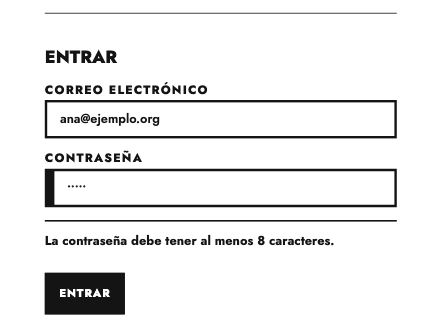 ENTRAR
CORREO ELECTRÓNICO
ana@ejemplo.org
CONTRASEÑA
•••••
La contraseña debe tener al menos 8 caracteres.
ENTRAR